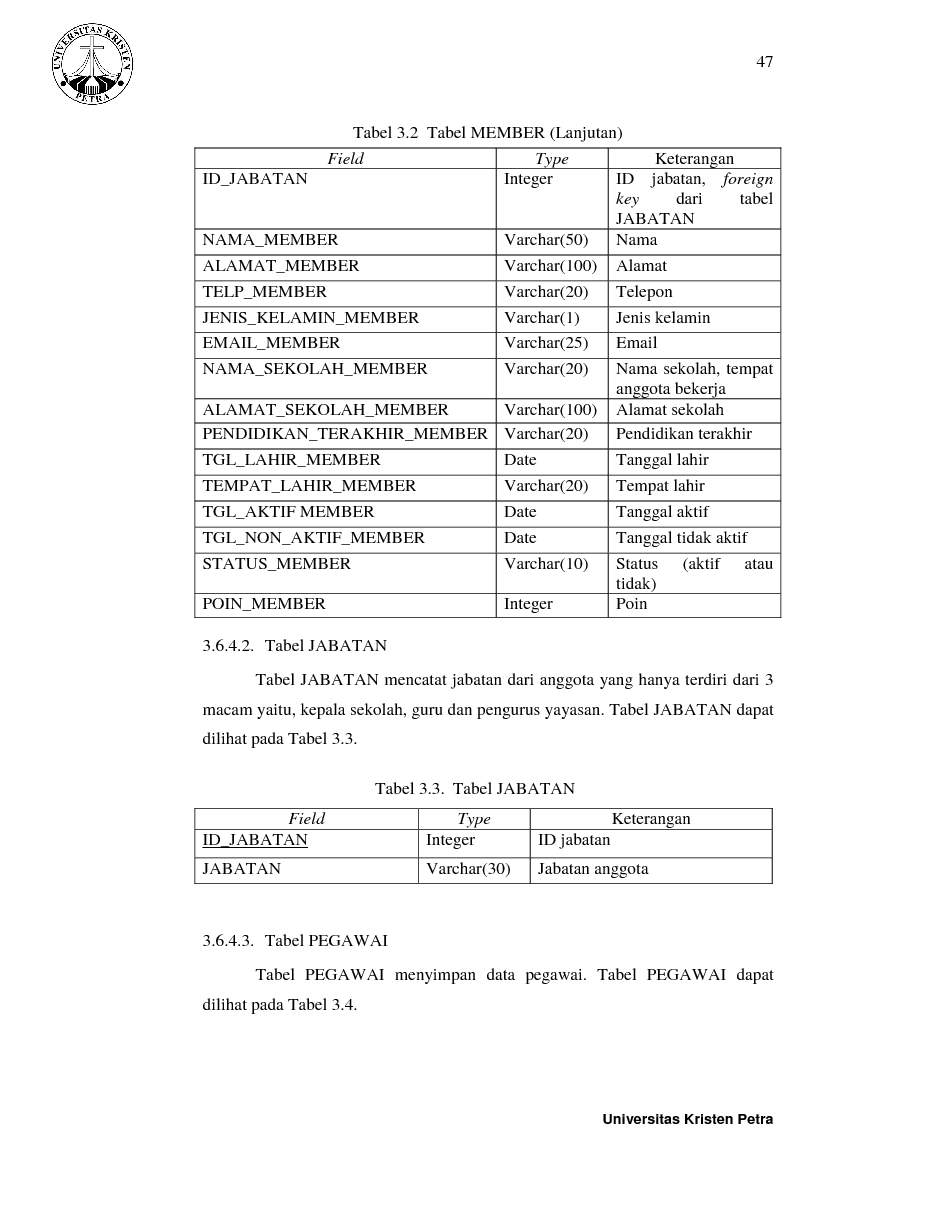 UNIVERSITAS KRISTEN
PETRA
47
Tabel 3.2 Tabel MEMBER (Lanjutan)
Field Type Keterangan
ID_JABATAN Integer ID jabatan, foreign
key dari tabel
JABATAN
NAMA_MEMBER Varchar(50) Nama
ALAMAT_MEMBER Varchar(100) Alamat
TELP_MEMBER Varchar(20) Telepon
JENIS_KELAMIN_MEMBER Varchar(1) Jenis kelamin
EMAIL_MEMBER Varchar(25) Email
NAMA_SEKOLAH_MEMBER Varchar(20) Nama sekolah, tempat
anggota bekerja
ALAMAT_SEKOLAH_MEMBER Varchar(100) Alamat sekolah
PENDIDIKAN_TERAKHIR_MEMBER Varchar(20) Pendidikan terakhir
TGL_LAHIR_MEMBER Date Tanggal lahir
TEMPAT_LAHIR_MEMBER Varchar(20) Tempat lahir
TGL_AKTIF MEMBER Date Tanggal aktif
TGL_NON_AKTIF_MEMBER Date Tanggal tidak aktif
STATUS_MEMBER Varchar(10) Status (aktif atau
tidak)
POIN_MEMBER Integer Poin
3.6.4.2. Tabel JABATAN
Tabel JABATAN mencatat jabatan dari anggota yang hanya terdiri dari 3
macam yaitu, kepala sekolah, guru dan pengurus yayasan. Tabel JABATAN dapat
dilihat pada Tabel 3.3.
Tabel 3.3. Tabel JABATAN
Field Type Keterangan
ID_JABATAN Integer ID jabatan
JABATAN Varchar(30) Jabatan anggota
3.6.4.3. Tabel PEGAWAI
Tabel PEGAWAI menyimpan data pegawai. Tabel PEGAWAI dapat
dilihat pada Tabel 3.4.
Universitas Kristen Petra